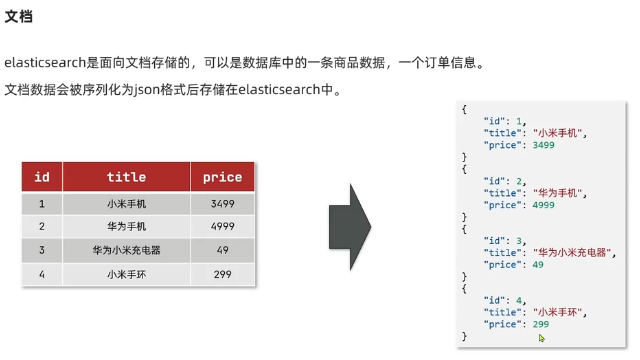 文档
elasticsearch是面向文档存储的，可以是数据库中的一条商品数据，一个订单信息。
文档数据会被序列化为json格式后存储在elasticsearch中。
id title price
1 小米手机 3499
2 华为手机 4999
3 华为小米充电器 49
4 小米手环 299
{
"id": 1,
"title": "小米手机",
"price": 3499
}
{
"id": 2,
"title": "华为手机",
"price": 4999
}
{
"id": 3,
"title": "华为小米充电器",
"price": 49
}
{
"id": 4,
"title": "小米手环",
"price": 299
}